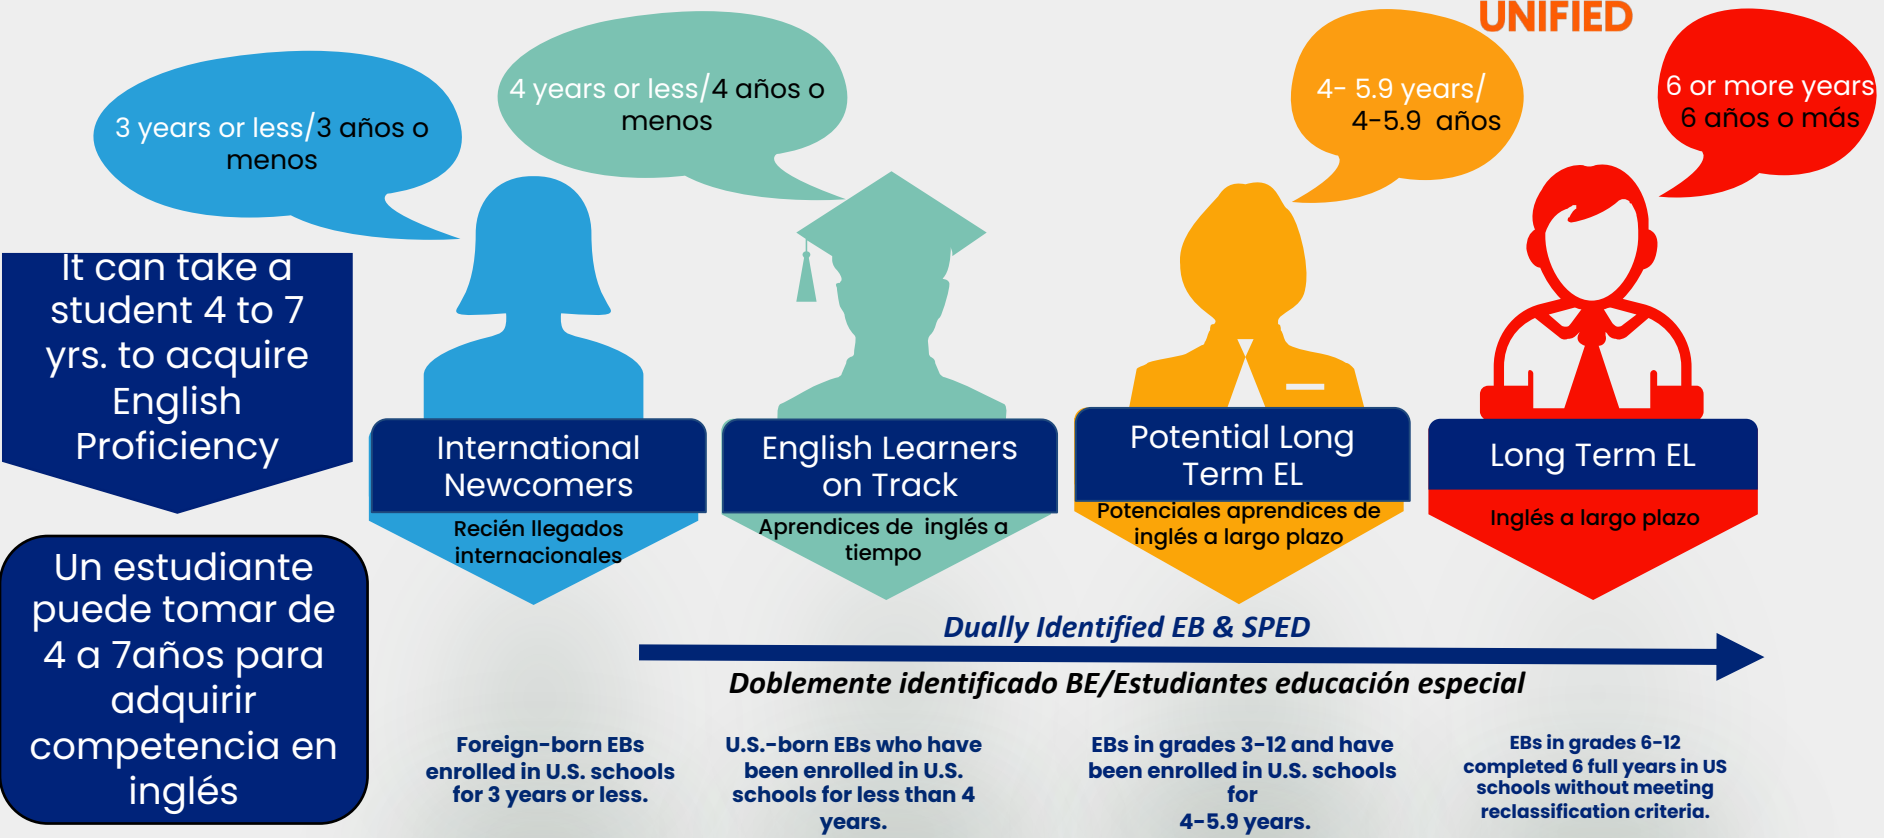 UNIFIED
3 years or less/3 años o
menos
4 years or less/4 años o
menos
4- 5.9 years/
4-5.9 años
6 or more years
6 años o más
It can take a
student 4 to 7
yrs. to acquire
English
Proficiency
Un estudiante
puede tomar de
4 a 7años para
adquirir
competencia en
inglés
International
Newcomers
Recién llegados
internacionales
English Learners
on Track
Aprendices de inglés a
tiempo
Potential Long
Term EL
Potenciales aprendices de
inglés a largo plazo
Long Term EL
Inglés a largo plazo
Dually Identified EB & SPED
Doblemente identificado BE/Estudiantes educación especial
Foreign-born EBs
enrolled in U.S. schools
for 3 years or less.
U.S.-born EBs who have
been enrolled in U.S.
schools for less than 4
years.
EBs in grades 3-12 and have
been enrolled in U.S. schools
for
4-5.9 years.
EBs in grades 6-12
completed 6 full years in US
schools without meeting
reclassification criteria.